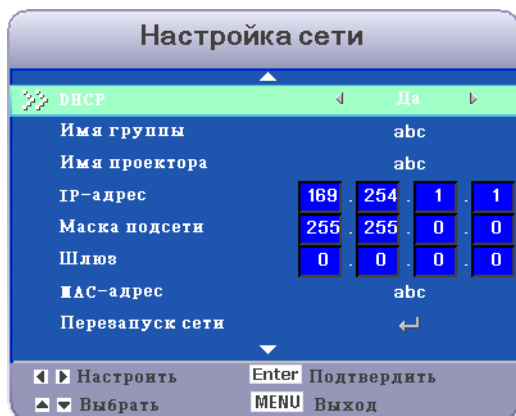 Настройка сети
DHCP Да
Имя группы abc
Имя проектора abc
IP-адрес 169 . 254 . 1 . 1
Маска подсети 255 . 255 . 0 . 0
Шлюз 0 . 0 . 0 . 0
MAC-адрес abc
Перезапуск сети
Настроить Enter Подтвердить
Выбрать MENU Выход